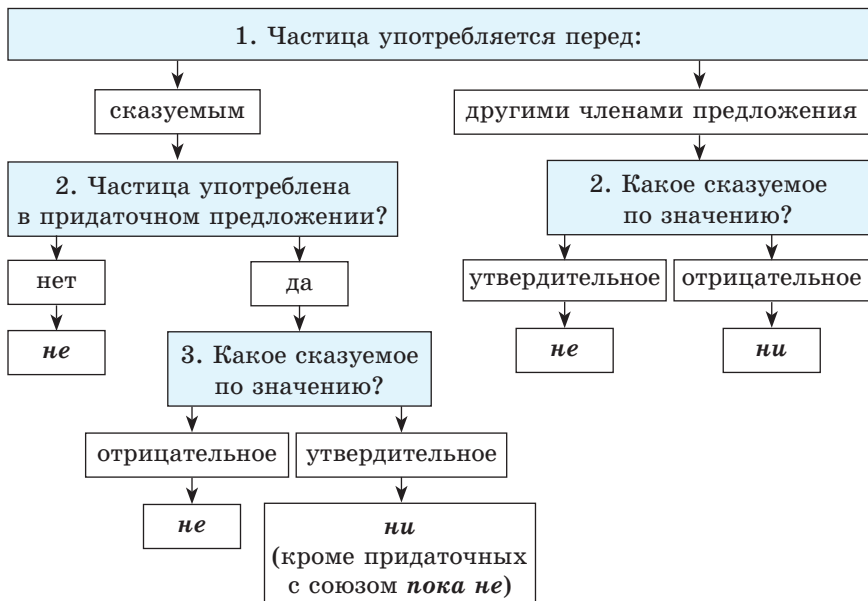 1. Частица употребляется перед:
сказуемым
другими членами предложения
2. Частица употреблена
в придаточном предложении?
2. Какое сказуемое
по значению?
нет
да
утвердительное
отрицательное
не
3. Какое сказуемое
по значению?
не
ни
отрицательное
утвердительное
не
ни
(кроме придаточных
с союзом пока не)